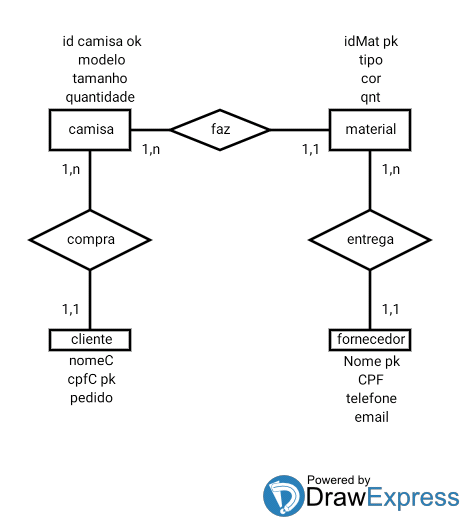 id camisa ok
modelo
tamanho
quantidade
idMat pk
tipo
cor
qnt
camisa
faz
material
1,n
1,1
1,n
1,n
compra
entrega
1,1
1,1
cliente
fornecedor
nomeC
cpfC pk
pedido
Nome pk
CPF
telefone
email
Powered by
DrawExpress